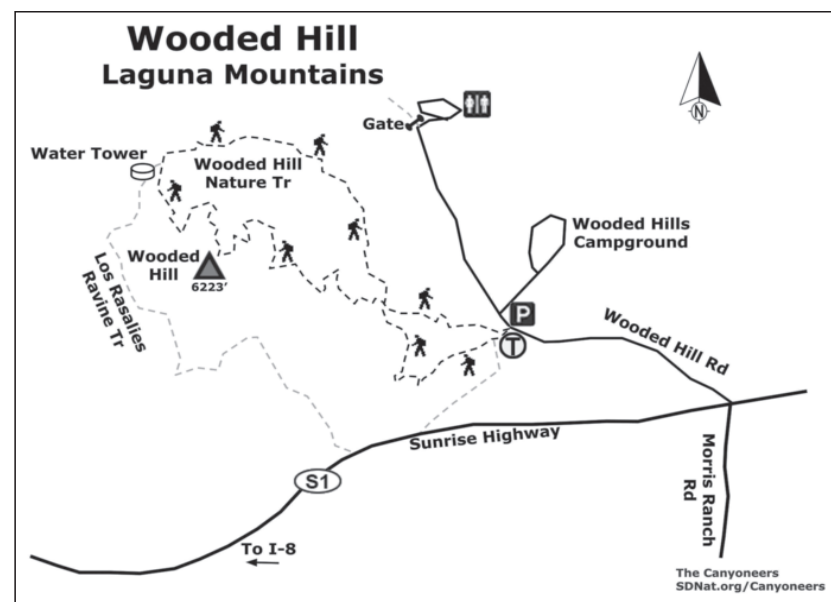 Wooded Hill
Laguna Mountains
N
Gate
Water Tower
Wooded Hill
Nature Tr
Wooded Hills
Campground
Wooded
Hill
6223'
Los Rasalies
Ravine Tr
P
T
Wooded Hill Rd
Sunrise Highway
S1
Morris Ranch
Rd
To I-8
The Canyoneers
SDNat.org/Canyoneers